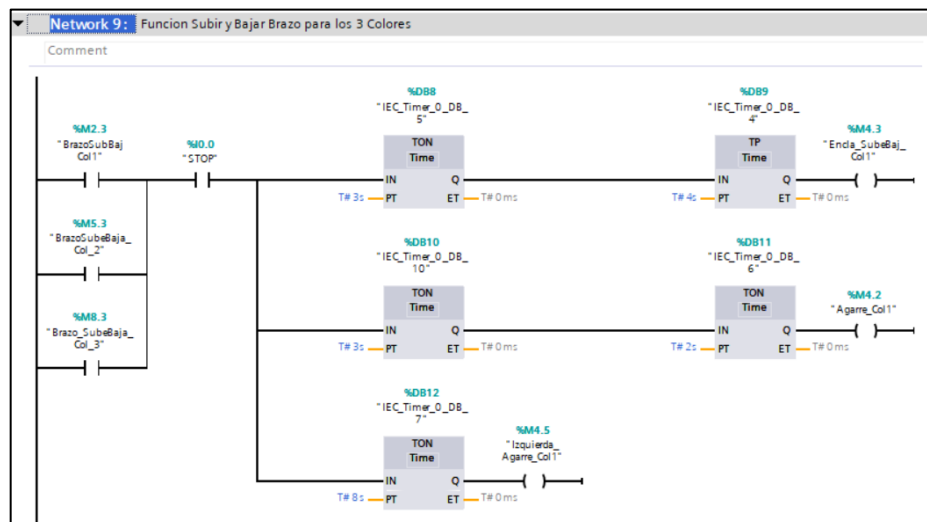 Network 9: Funcion Subir y Bajar Brazo para los 3 Colores
Comment
%DB8
"IEC_Timer_0_DB_
5"
%DB9
"IEC_Timer_0_DB_
4"
%M2.3
"BrazoSubBaj
Col1"
%I0.0
"STOP"
TON
Time
TP
Time
%M4.3
"Encla_SubeBaj_
Col1"
IN Q
IN Q
T# 3s PT ET T# 0ms
T# 4s PT ET T# 0ms
%M5.3
"BrazoSubeBaja_
Col_2"
%DB10
"IEC_Timer_0_DB_
10"
%DB11
"IEC_Timer_0_DB_
6"
TON
Time
TON
Time
%M4.2
"Agarre_Col1"
%M8.3
"Brazo_SubeBaja_
Col_3"
IN Q
IN Q
T# 3s PT ET T# 0ms
T# 2s PT ET T# 0ms
%DB12
"IEC_Timer_0_DB_
7"
TON
Time
%M4.5
"Izquierda_
Agarre_Col1"
IN Q
T# 8s PT ET T# 0ms